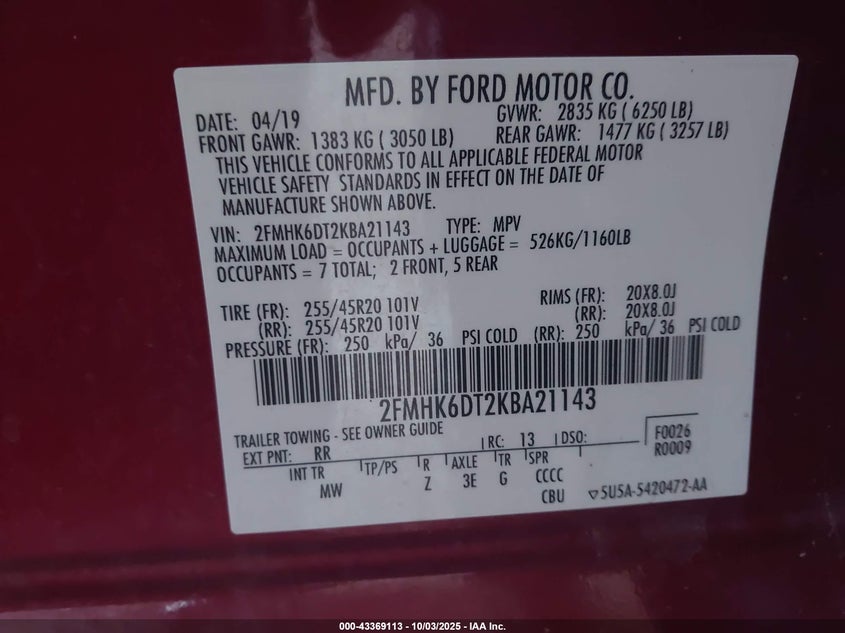 MFD. BY FORD MOTOR CO.
DATE: 04/19 GVWR: 2835 KG ( 6250 LB)
FRONT GAWR: 1383 KG ( 3050 LB) REAR GAWR: 1477 KG ( 3257 LB)
THIS VEHICLE CONFORMS TO ALL APPLICABLE FEDERAL MOTOR
VEHICLE SAFETY STANDARDS IN EFFECT ON THE DATE OF
MANUFACTURE SHOWN ABOVE.
VIN: 2FMHK6DT2KBA21143 TYPE: MPV
MAXIMUM LOAD = OCCUPANTS + LUGGAGE = 526KG/1160LB
OCCUPANTS = 7 TOTAL; 2 FRONT, 5 REAR
TIRE (FR): 255/45R20 101V RIMS (FR): 20X8.0J
(RR): 255/45R20 101V (RR): 20X8.0J
PRESSURE (FR): 250 kPa/ 36 PSI COLD (RR): 250 kPa/ 36 PSI COLD
2FMHK6DT2KBA21143
TRAILER TOWING - SEE OWNER GUIDE
EXT PNT: RR RC: 13 DSO: F0026
R0009
INT TR TP/PS R AXLE TR SPR
MW Z 3E G CCCC
CBU
5U5A-5420472-AA
000-43369113 - 10/03/2025 - IAA Inc.